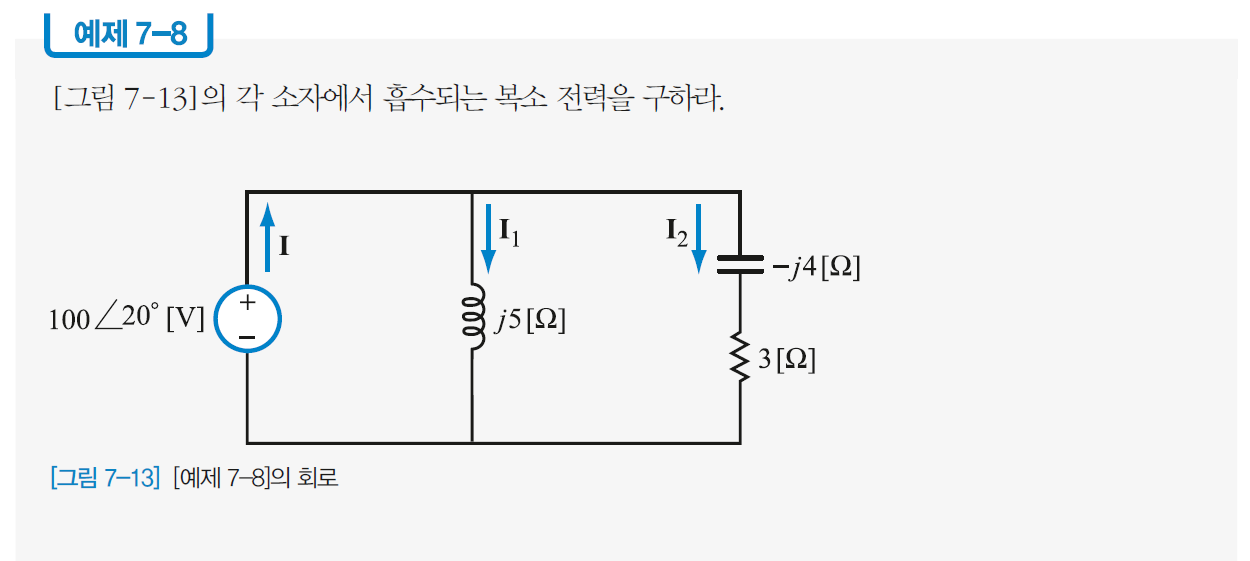 예제 7-8
[그림 7-13]의 각 소자에서 흡수되는 복소 전력을 구하라.
I
I₁
I₂
-j4[Ω]
100∠20° [V]
+
−
j5[Ω]
3[Ω]
[그림 7-13] [예제 7-8]의 회로